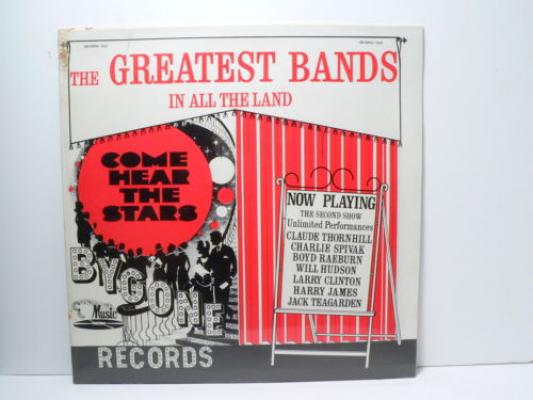 THE GREATEST BANDS
IN ALL THE LAND
COME
HEAR
THE
STARS
BYGONE
Music
RECORDS
NOW PLAYING
THE SECOND SHOW
Unlimited Performances
CLAUDE THORNHILL
CHARLIE SPIVAK
BOYD RAEBURN
WILL HUDSON
LARRY CLINTON
HARRY JAMES
JACK TEAGARDEN